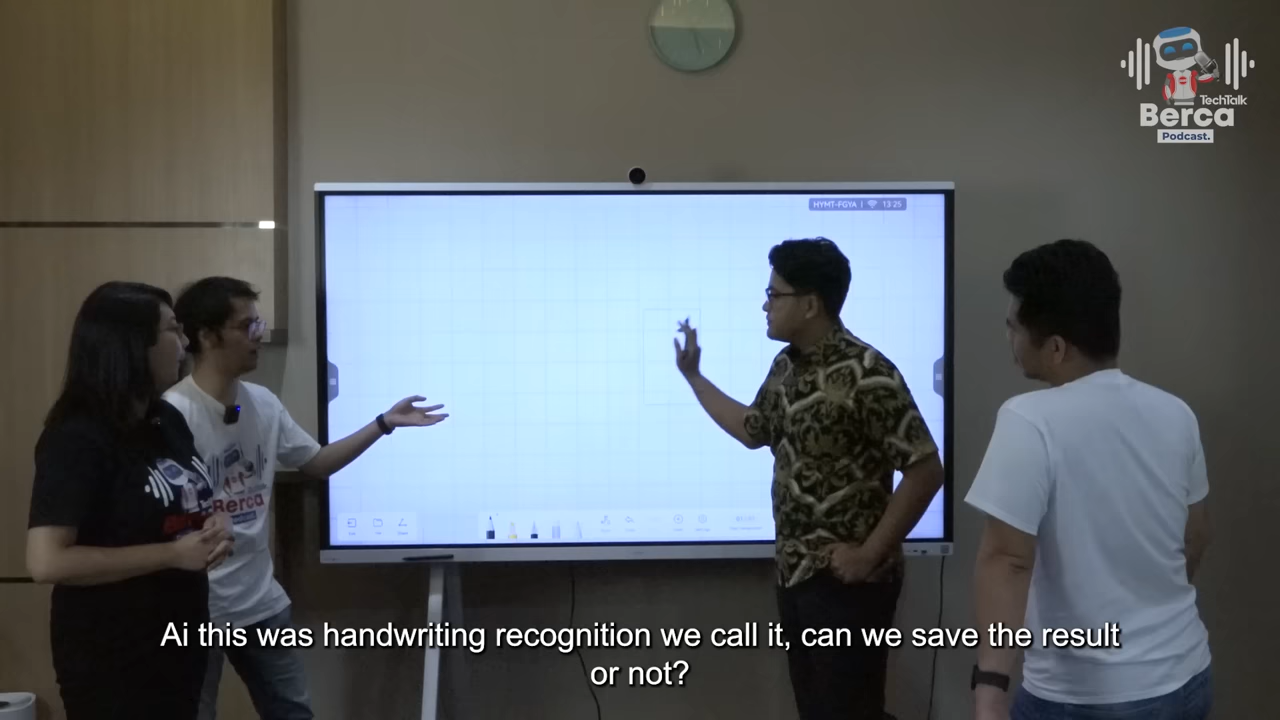 TechTalk
Berca
Podcast.
HYMT-FGYA | 13:25
Berca
Ai this was handwriting recognition we call it, can we save the result
or not?